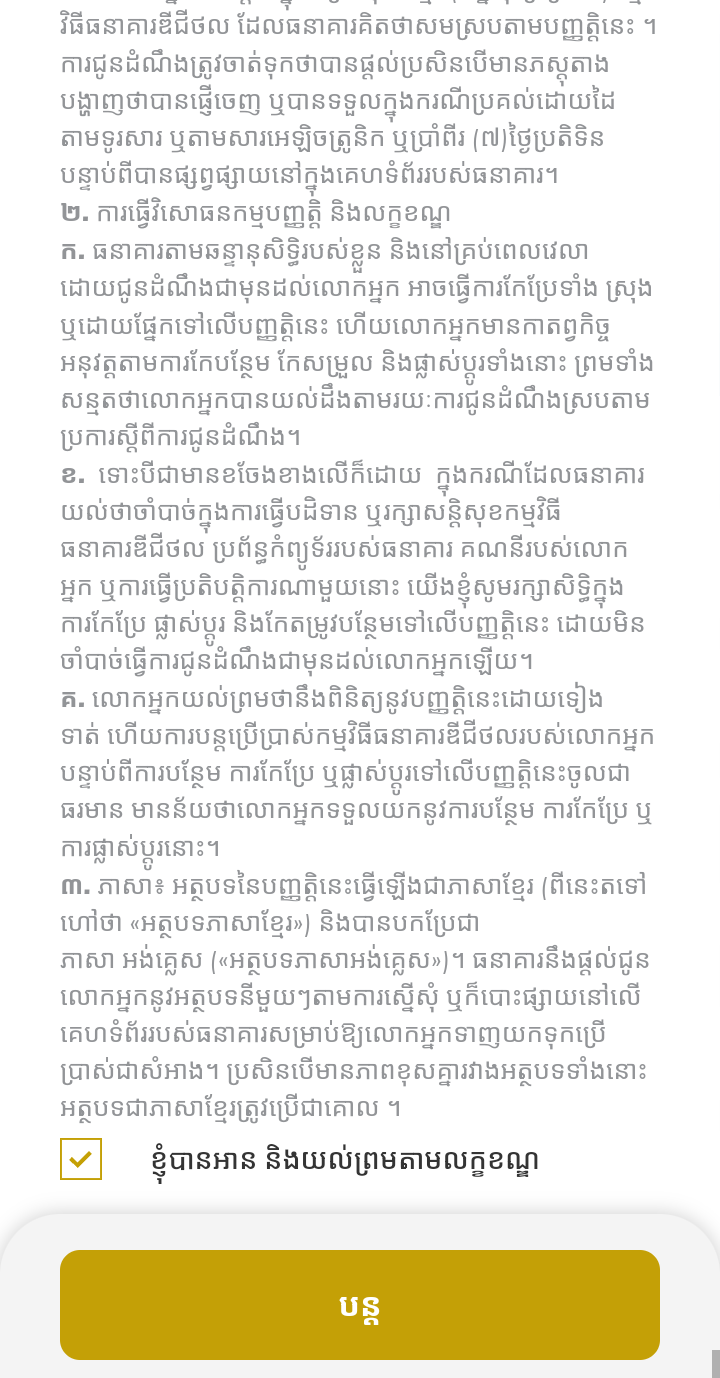 វិធីធនាគារឌីជីថល ដែលធនាគារគិតថាសមស្របតាមបញ្ញត្តិនេះ ។
ការជូនដំណឹងត្រូវចាត់ទុកថាបានផ្តល់ប្រសិនបើមានភស្តុតាង
បង្ហាញថាបានផ្ញើចេញ ឬបានទទួលក្នុងករណីប្រគល់ដោយដៃ
តាមទូរសារ ឬតាមសារអេឡិចត្រូនិក ឬប្រាំពីរ (៧)ថ្ងៃប្រតិទិន
បន្ទាប់ពីបានផ្សព្វផ្សាយនៅក្នុងគេហទំព័ររបស់ធនាគារ។
២. ការធ្វើវិសោធនកម្មបញ្ញត្តិ និងលក្ខខណ្ឌ
ក. ធនាគារតាមឆន្ទានុសិទ្ធិរបស់ខ្លួន និងនៅគ្រប់ពេលវេលា
ដោយជូនដំណឹងជាមុនដល់លោកអ្នក អាចធ្វើការកែប្រែទាំង ស្រុង
ឬដោយផ្នែកទៅលើបញ្ញត្តិនេះ ហើយលោកអ្នកមានកាតព្វកិច្ច
អនុវត្តតាមការកែបន្ថែម កែសម្រួល និងផ្លាស់ប្តូរទាំងនោះ ព្រមទាំង
សន្មតថាលោកអ្នកបានយល់ដឹងតាមរយៈការជូនដំណឹងស្របតាម
ប្រការស្តីពីការជូនដំណឹង។
ខ.  ទោះបីជាមានខចែងខាងលើក៏ដោយ  ក្នុងករណីដែលធនាគារ
យល់ថាចាំបាច់ក្នុងការធ្វើបដិទាន ឬរក្សាសន្តិសុខកម្មវិធី
ធនាគារឌីជីថល ប្រព័ន្ធកំព្យូទ័ររបស់ធនាគារ គណនីរបស់លោក
អ្នក ឬការធ្វើប្រតិបត្តិការណាមួយនោះ យើងខ្ញុំសូមរក្សាសិទ្ធិក្នុង
ការកែប្រែ ផ្លាស់ប្តូរ និងកែតម្រូវបន្ថែមទៅលើបញ្ញត្តិនេះ ដោយមិន
ចាំបាច់ធ្វើការជូនដំណឹងជាមុនដល់លោកអ្នកឡើយ។
គ. លោកអ្នកយល់ព្រមថានឹងពិនិត្យនូវបញ្ញត្តិនេះដោយទៀង
ទាត់ ហើយការបន្តប្រើប្រាស់កម្មវិធីធនាគារឌីជីថលរបស់លោកអ្នក
បន្ទាប់ពីការបន្ថែម ការកែប្រែ ឬផ្លាស់ប្តូរទៅលើបញ្ញត្តិនេះចូលជា
ធរមាន មានន័យថាលោកអ្នកទទួលយកនូវការបន្ថែម ការកែប្រែ ឬ
ការផ្លាស់ប្តូរនោះ។
៣. ភាសា៖ អត្ថបទនៃបញ្ញត្តិនេះធ្វើឡើងជាភាសាខ្មែរ (ពីនេះតទៅ
ហៅថា «អត្ថបទភាសាខ្មែរ») និងបានបកប្រែជា
ភាសា អង់គ្លេស («អត្ថបទភាសាអង់គ្លេស»)។ ធនាគារនឹងផ្តល់ជូន
លោកអ្នកនូវអត្ថបទនីមួយៗតាមការស្នើសុំ ឬក៏បោះផ្សាយនៅលើ
គេហទំព័ររបស់ធនាគារសម្រាប់ឱ្យលោកអ្នកទាញយកទុកប្រើ
ប្រាស់ជាសំអាង។ ប្រសិនបើមានភាពខុសគ្នារវាងអត្ថបទទាំងនោះ
អត្ថបទជាភាសាខ្មែរត្រូវប្រើជាគោល ។
ខ្ញុំបានអាន និងយល់ព្រមតាមលក្ខខណ្ឌ
បន្ត